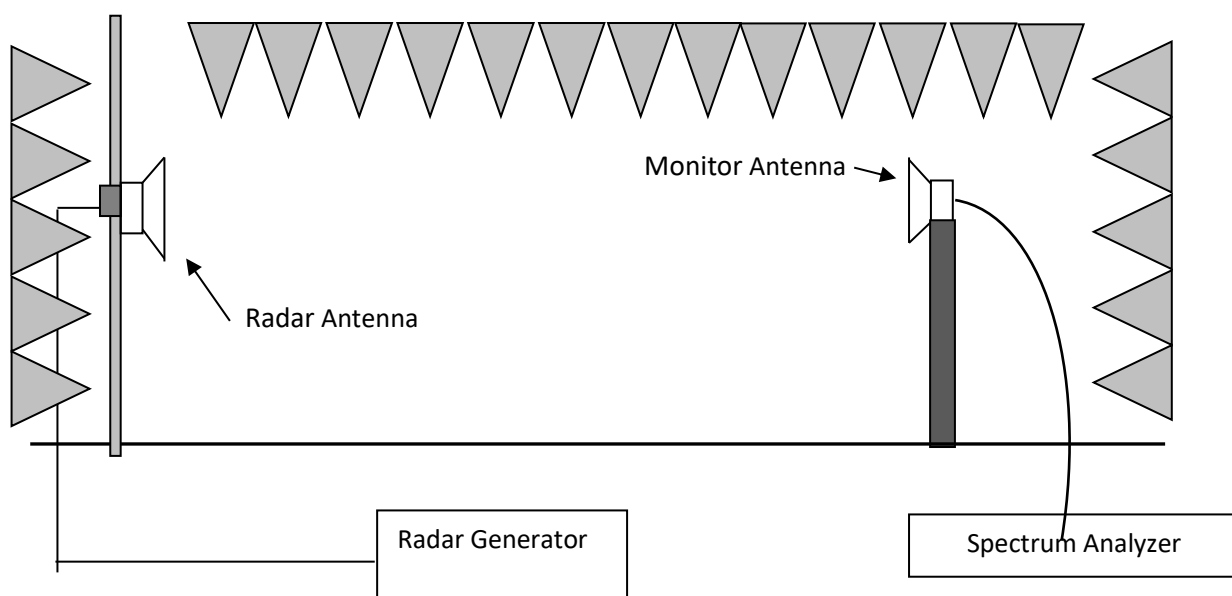 Monitor Antenna
Radar Antenna
Radar Generator
Spectrum Analyzer